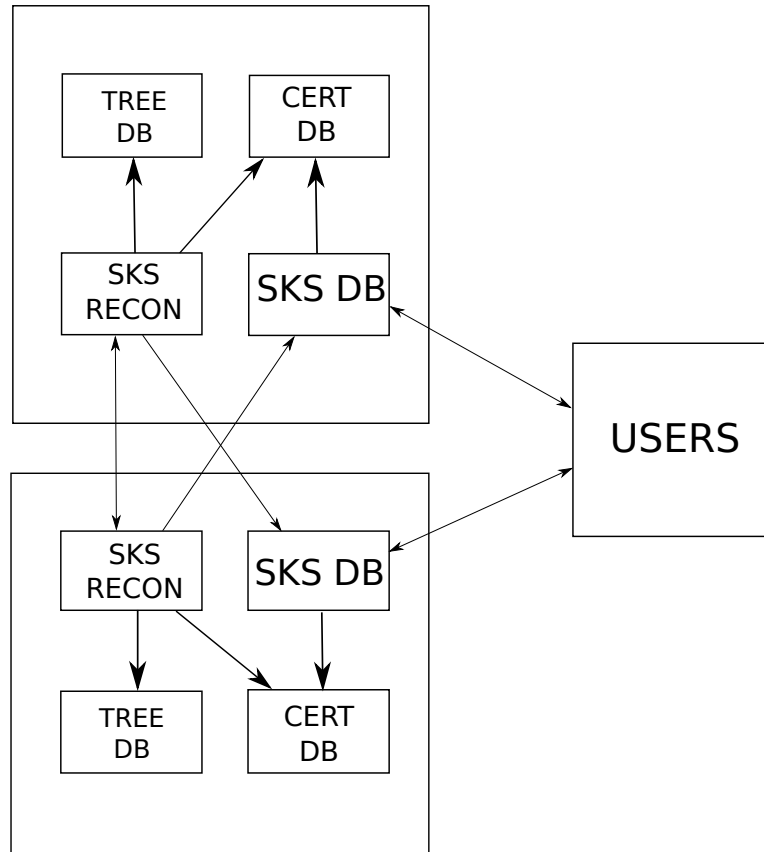 TREE
DB
CERT
DB
SKS
RECON
SKS DB
USERS
SKS
RECON
SKS DB
TREE
DB
CERT
DB